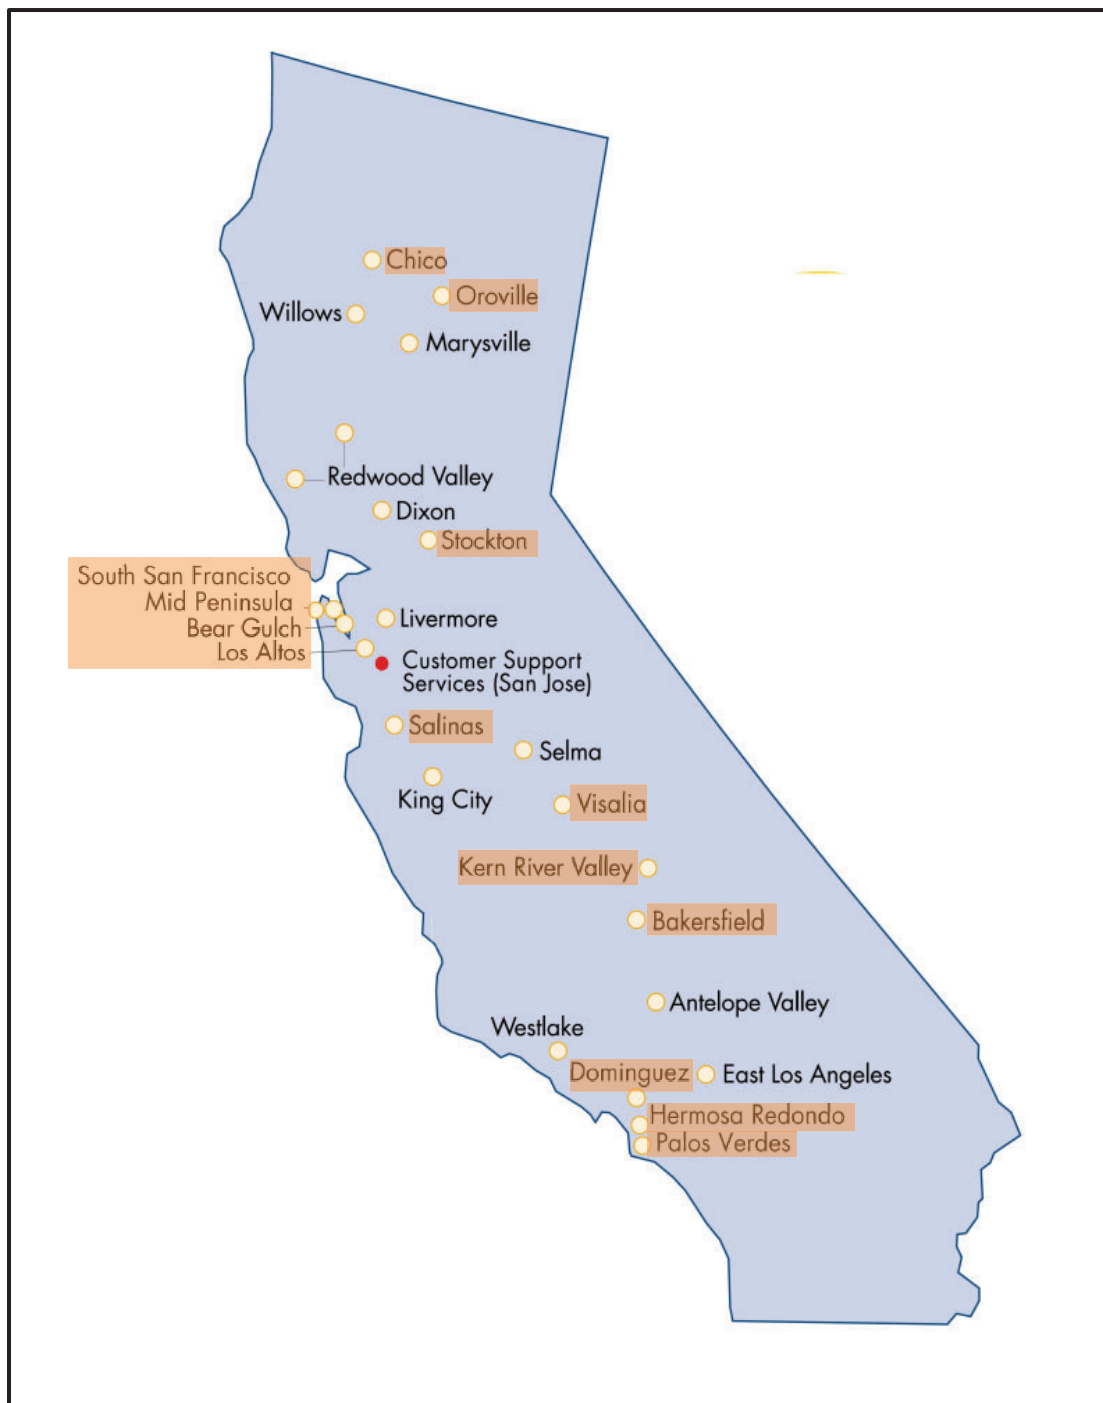 Chico
Oroville
Willows
Marysville
Redwood Valley
Dixon
Stockton
South San Francisco
Mid Peninsula
Bear Gulch
Los Altos
Livermore
Customer Support
Services (San Jose)
Salinas
Selma
King City
Visalia
Kern River Valley
Bakersfield
Antelope Valley
Westlake
Dominguez
East Los Angeles
Hermosa Redondo
Palos Verdes